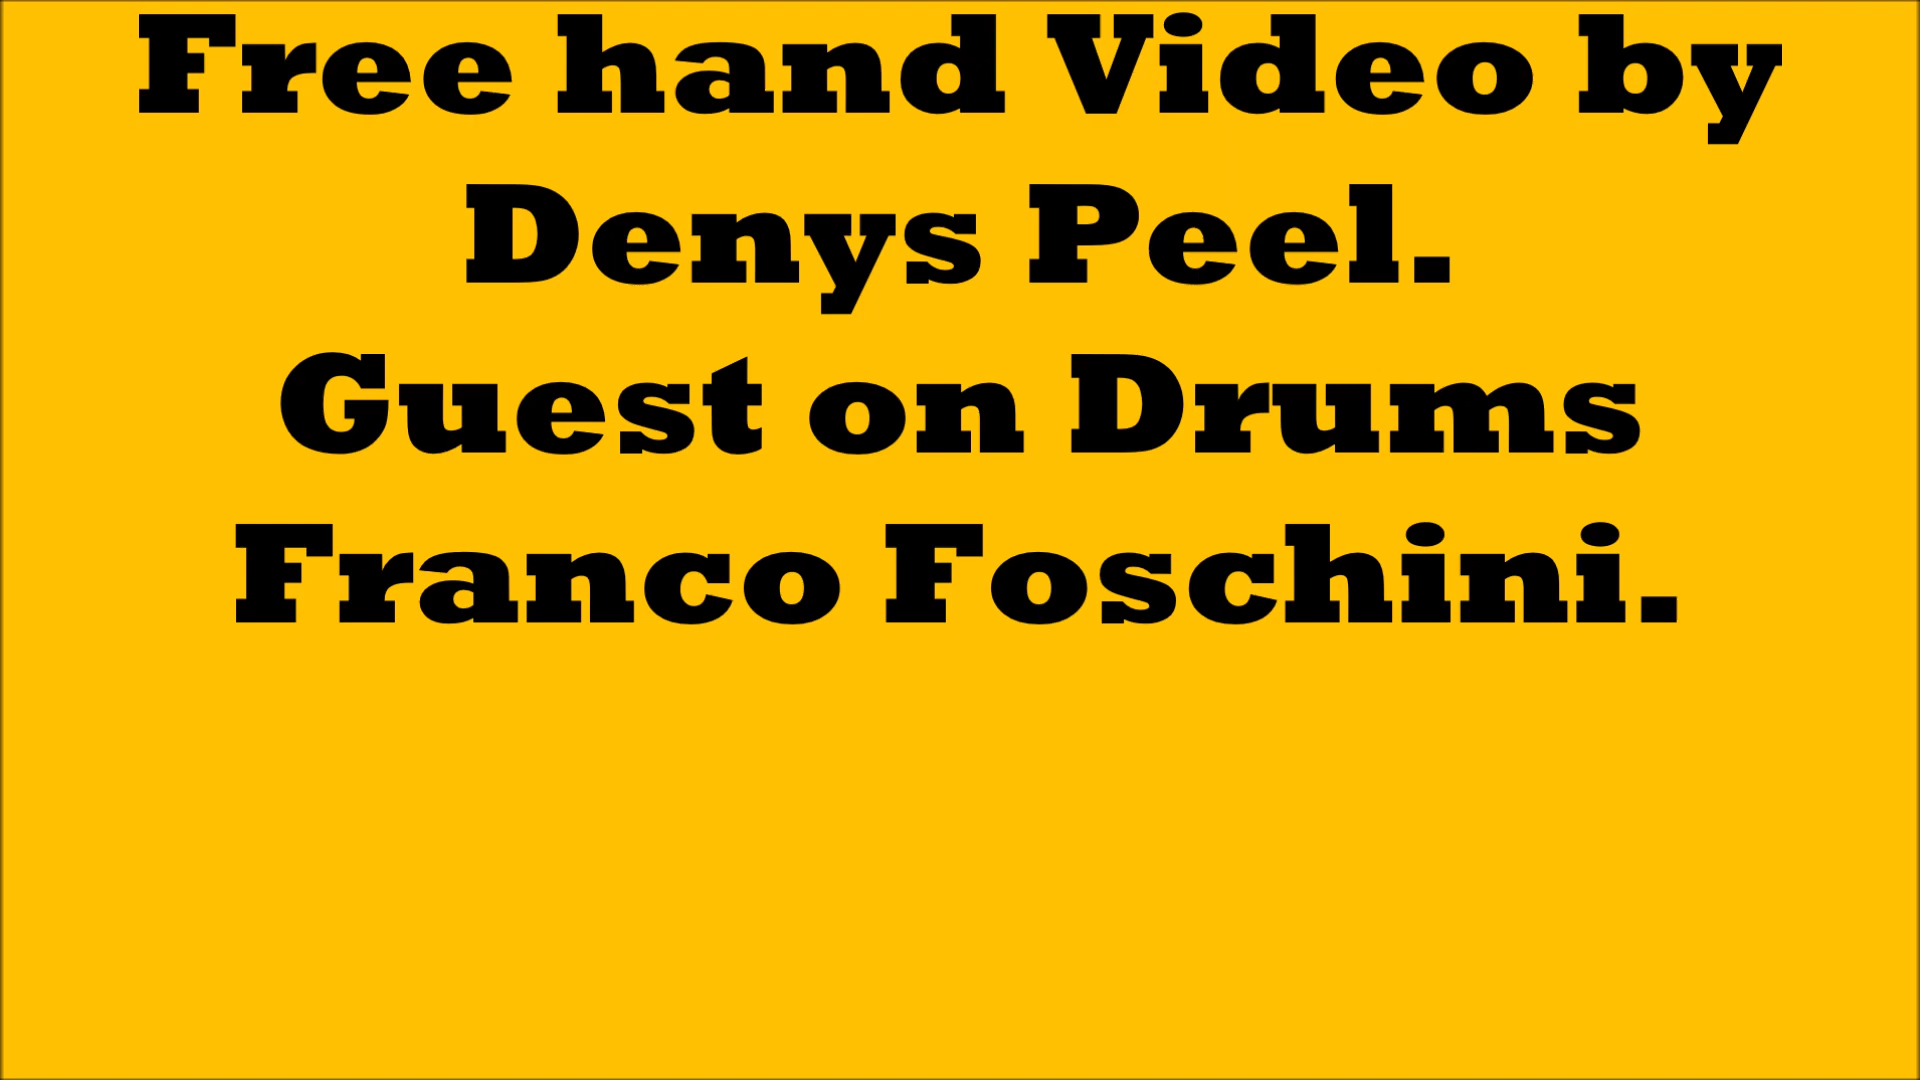 Free hand Video by
Denys Peel.
Guest on Drums
Franco Foschini.